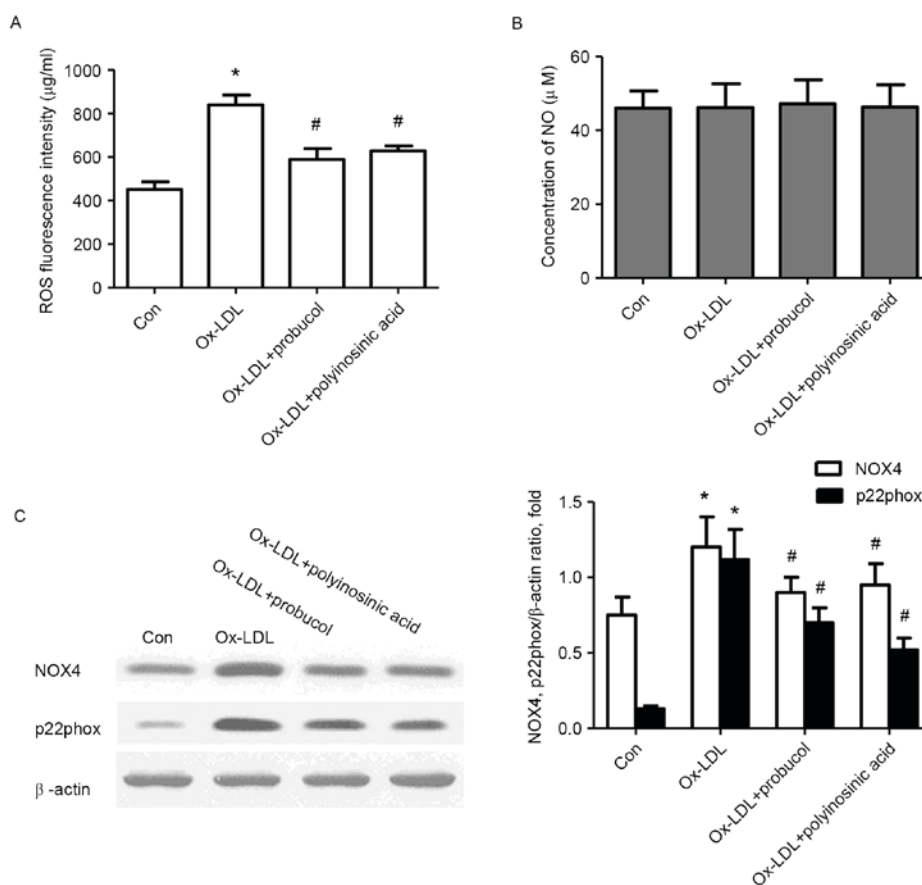 A
ROS fluorescence intensity (μg/ml)
1000
800
600
400
200
0
*
#
#
Con
Ox-LDL
Ox-LDL+probucol
Ox-LDL+polyinosinic acid
B
Concentration of NO (μ M)
60
40
20
0
Con
Ox-LDL
Ox-LDL+probucol
Ox-LDL+polyinosinic acid
C
Con
Ox-LDL
Ox-LDL+probucol
Ox-LDL+polyinosinic acid
NOX4
p22phox
β -actin
NOX4
p22phox
NOX4, p22phox/β-actin ratio, fold
1.5
1.0
0.5
0.0
*
*
#
#
#
#
Con
Ox-LDL
Ox-LDL+probucol
Ox-LDL+polyinosinic acid